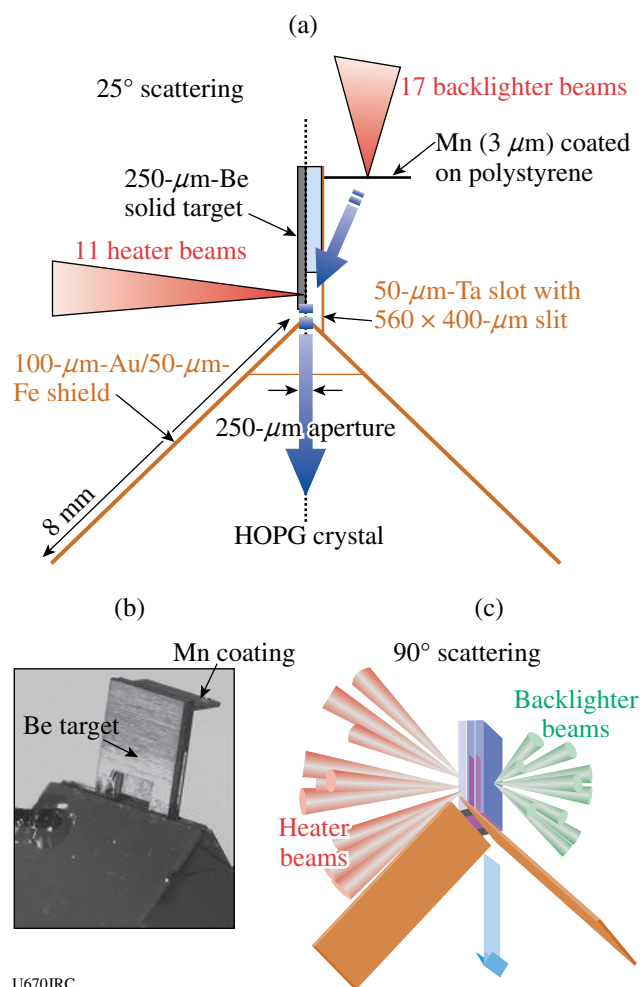 (a)
25° scattering
17 backlighter beams
Mn (3 μm) coated
on polystyrene
250-μm-Be
solid target
11 heater beams
50-μm-Ta slot with
560 × 400-μm slit
100-μm-Au/50-μm-
Fe shield
250-μm aperture
8 mm
HOPG crystal
(b)
Mn coating
Be target
(c)
90° scattering
Backlighter
beams
Heater
beams
U670JRC